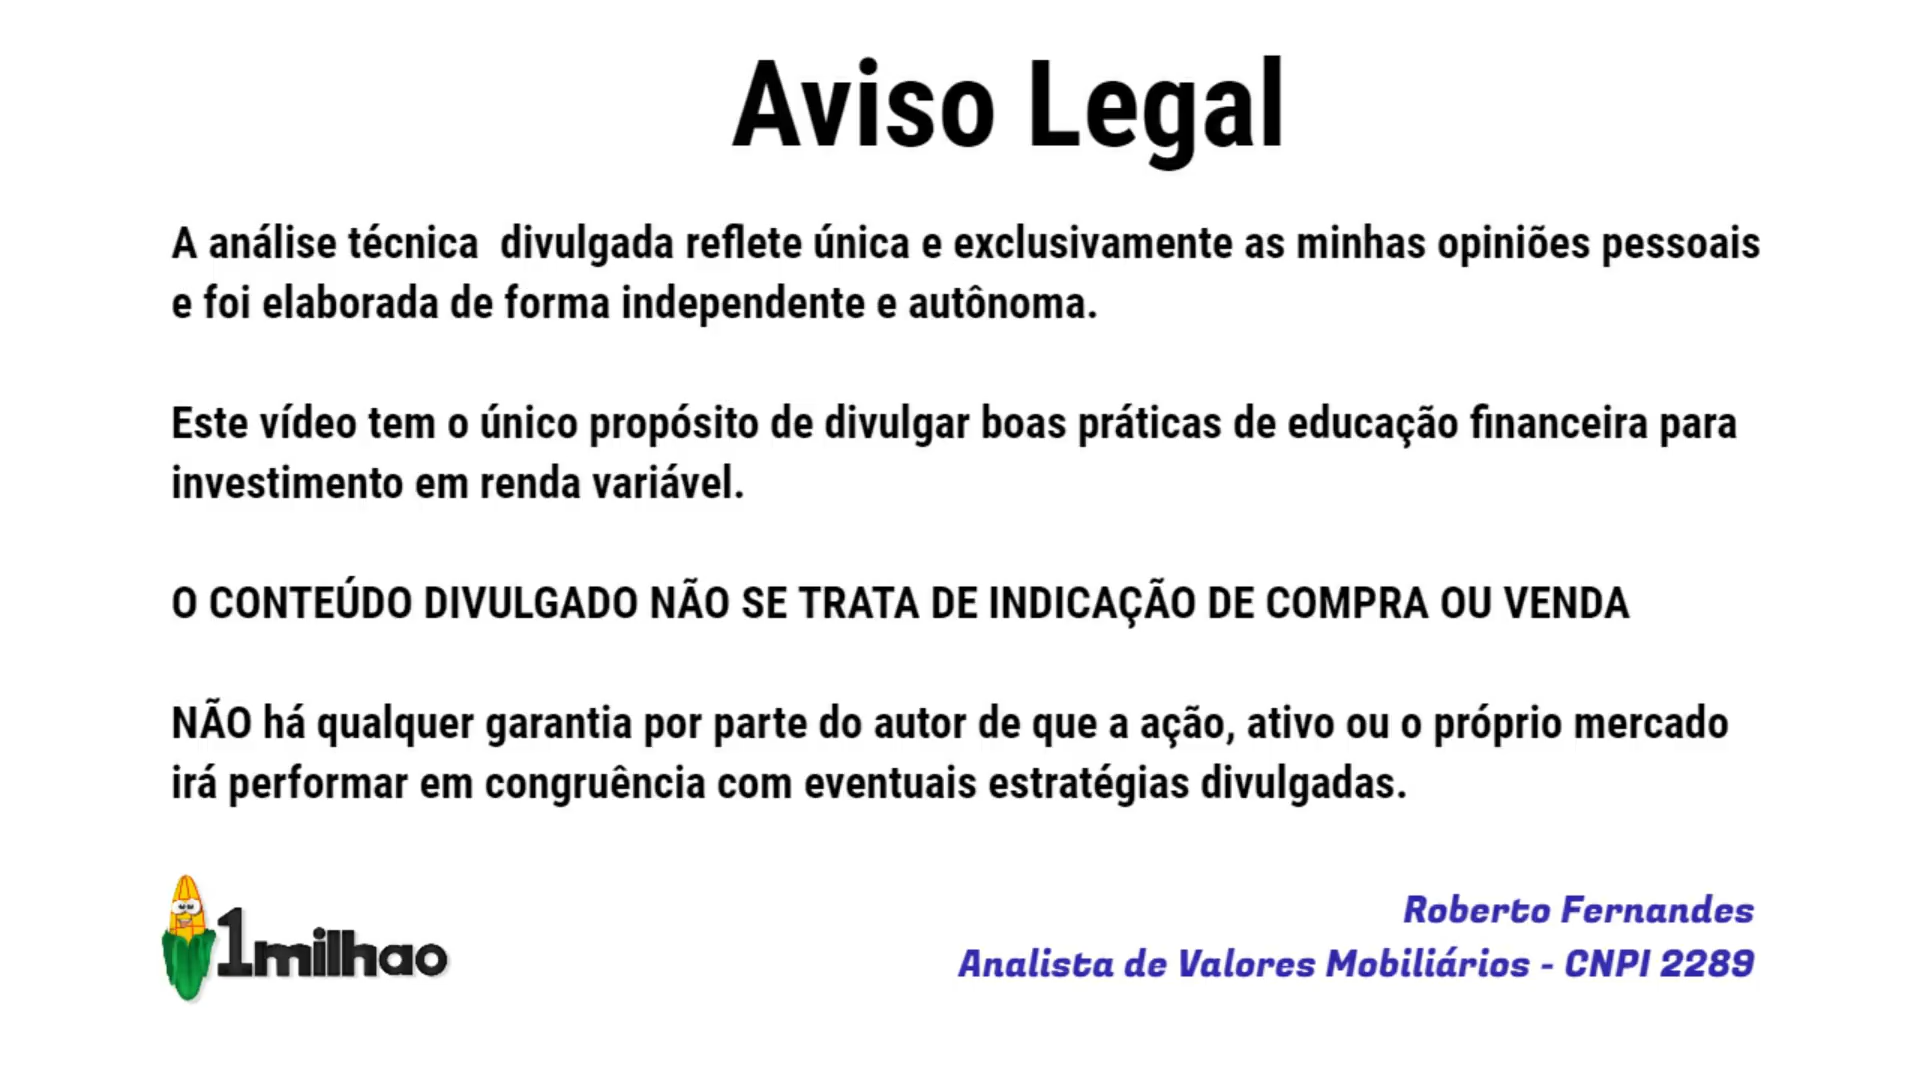 Aviso Legal
A análise técnica  divulgada reflete única e exclusivamente as minhas opiniões pessoais
e foi elaborada de forma independente e autônoma.
Este vídeo tem o único propósito de divulgar boas práticas de educação financeira para
investimento em renda variável.
O CONTEÚDO DIVULGADO NÃO SE TRATA DE INDICAÇÃO DE COMPRA OU VENDA
NÃO há qualquer garantia por parte do autor de que a ação, ativo ou o próprio mercado
irá performar em congruência com eventuais estratégias divulgadas.
1milhao
Roberto Fernandes
Analista de Valores Mobiliários - CNPI 2289